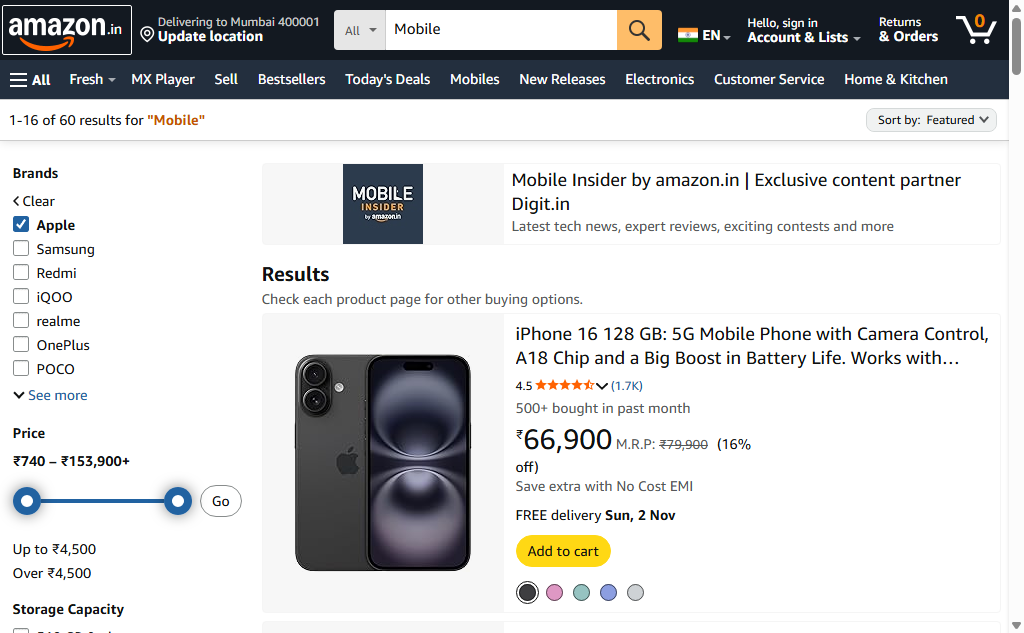 amazon.in
Delivering to Mumbai 400001
Update location
All
Mobile
EN
Hello, sign in
Account & Lists
Returns
& Orders
0
All
Fresh
MX Player
Sell
Bestsellers
Today's Deals
Mobiles
New Releases
Electronics
Customer Service
Home & Kitchen
1-16 of 60 results for "Mobile"
Sort by: Featured
Brands
Clear
Apple
Samsung
Redmi
iQOO
realme
OnePlus
POCO
See more
Price
₹740 – ₹153,900+
Go
Up to ₹4,500
Over ₹4,500
Storage Capacity
MOBILE
INSIDER
by amazon.in
Mobile Insider by amazon.in | Exclusive content partner
Digit.in
Latest tech news, expert reviews, exciting contests and more
Results
Check each product page for other buying options.
iPhone 16 128 GB: 5G Mobile Phone with Camera Control,
A18 Chip and a Big Boost in Battery Life. Works with…
4.5 (1.7K)
500+ bought in past month
₹66,900 M.R.P: ₹79,900 (16%
off)
Save extra with No Cost EMI
FREE delivery Sun, 2 Nov
Add to cart